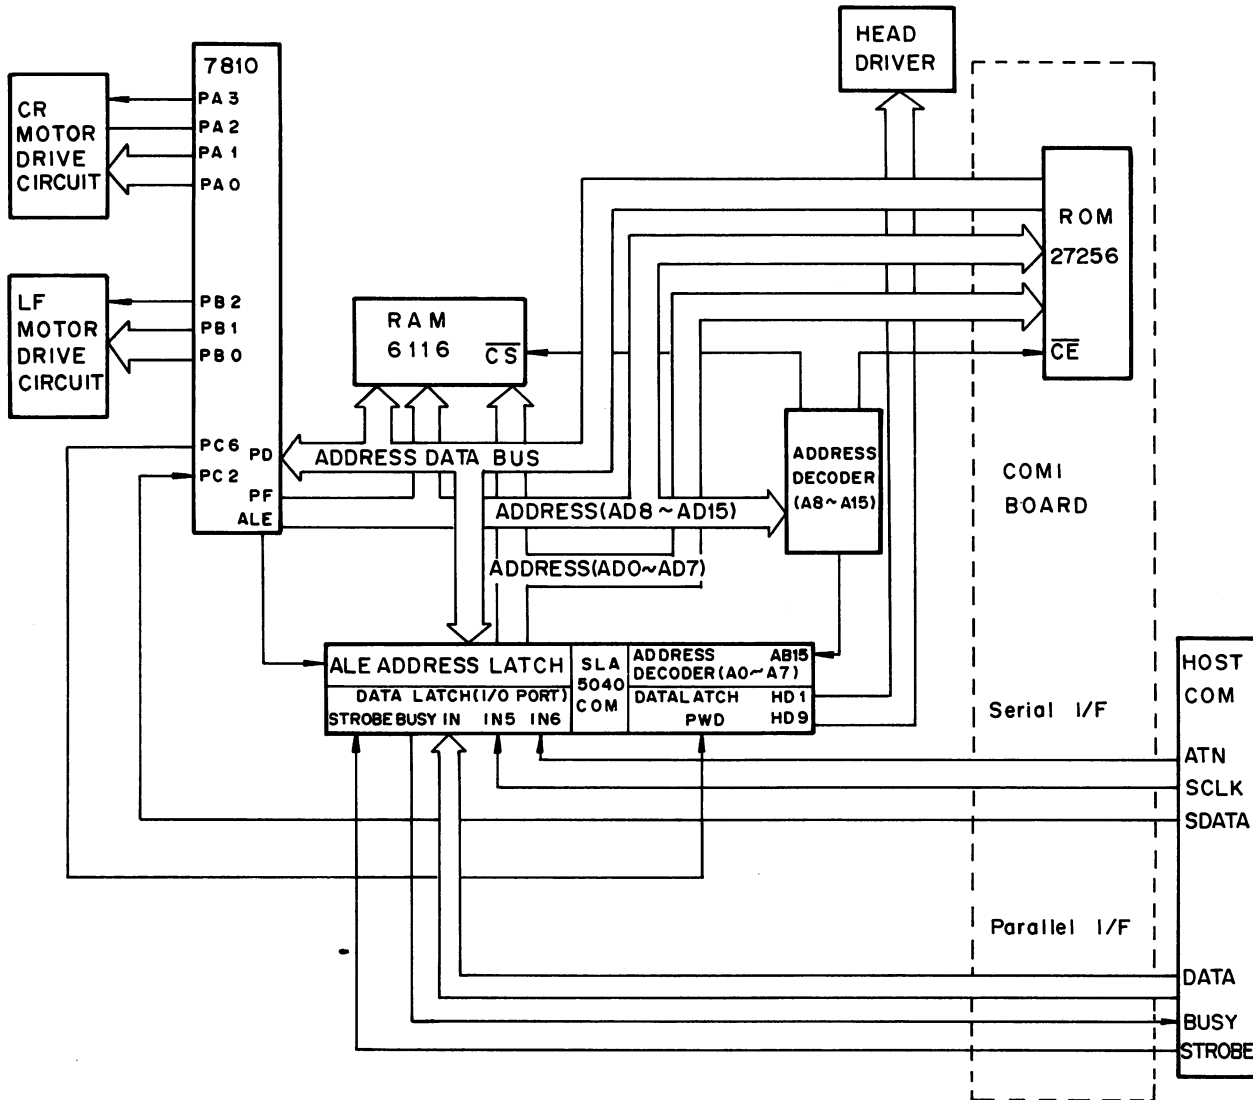 HEAD
DRIVER
7810
PA3
PA2
PA1
PA0
CR
MOTOR
DRIVE
CIRCUIT
ROM
27256
CE
PB2
PB1
PB0
LF
MOTOR
DRIVE
CIRCUIT
RAM
6116
CS
PC6
PD
PC2
PF
ALE
ADDRESS DATA BUS
ADDRESS
DECODER
(A8~A15)
COMI
BOARD
ADDRESS(AD8~AD15)
ADDRESS(AD0~AD7)
ALE ADDRESS LATCH
DATA LATCH(I/O PORT)
STROBE BUSY IN IN5 IN6
SLA
5040
COM
ADDRESS AB15
DECODER(A0~A7)
DATALATCH HD1
PWD HD9
HOST
COM
Serial I/F
ATN
SCLK
SDATA
Parallel I/F
DATA
BUSY
STROBE